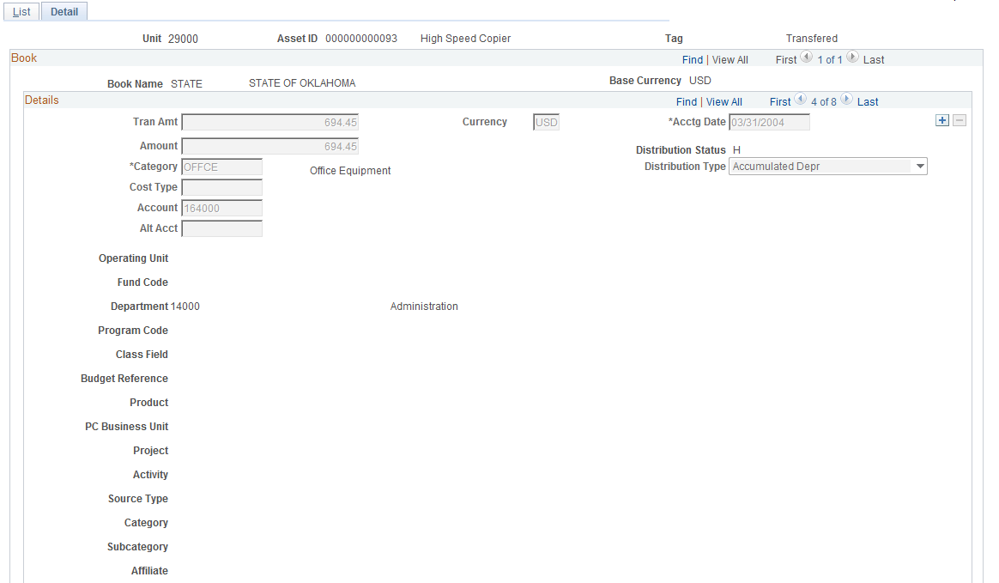 List Detail
Unit 29000 Asset ID 000000000093 High Speed Copier Tag Transfered
Book Find | View All First 1 of 1 Last
Book Name STATE STATE OF OKLAHOMA Base Currency USD
Details Find | View All First 4 of 8 Last
Tran Amt 694.45 Currency USD *Acctg Date 03/31/2004 + −
Amount 694.45 Distribution Status H
*Category OFFCE Office Equipment Distribution Type Accumulated Depr
Cost Type
Account 164000
Alt Acct
Operating Unit
Fund Code
Department 14000 Administration
Program Code
Class Field
Budget Reference
Product
PC Business Unit
Project
Activity
Source Type
Category
Subcategory
Affiliate